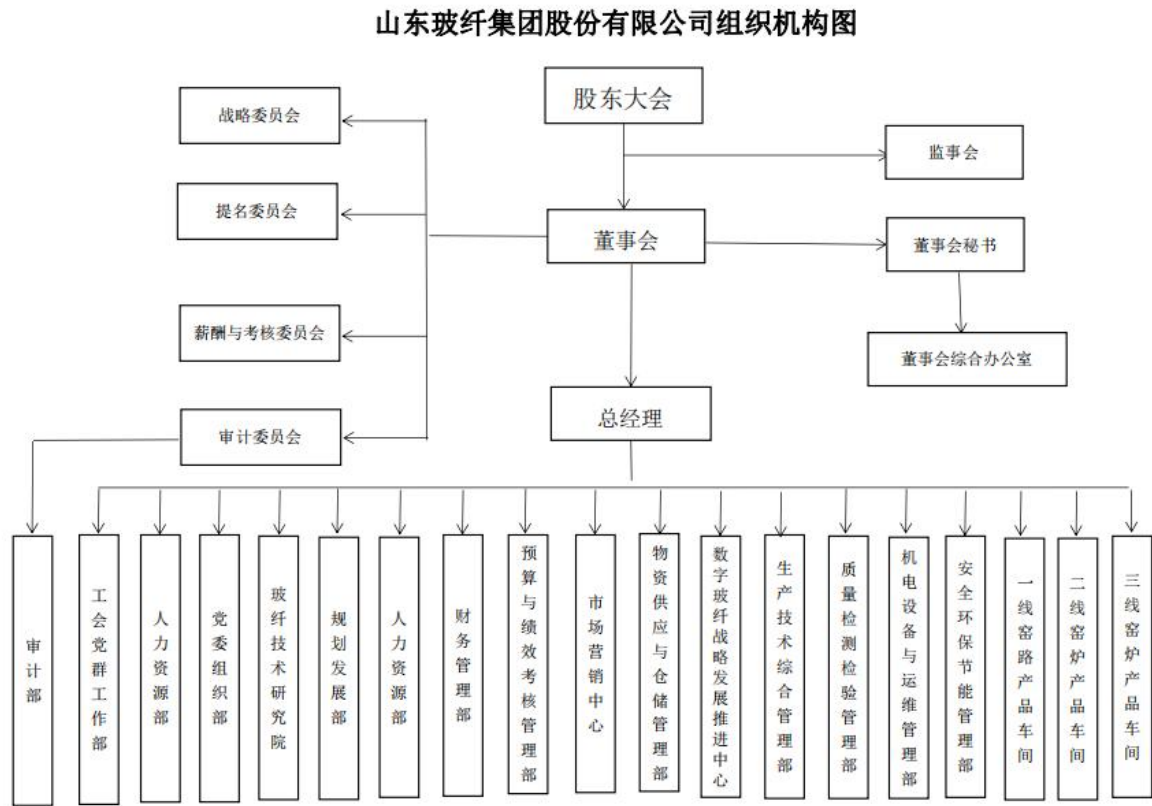 山东玻纤集团股份有限公司组织机构图
股东大会
战略委员会
监事会
提名委员会
董事会
董事会秘书
薪酬与考核委员会
董事会综合办公室
总经理
审计委员会
审计部
工会党群工作部
人力资源部
党委组织部
玻纤技术研究院
规划发展部
人力资源部
财务管理部
预算与绩效考核管理部
市场营销中心
物资供应与仓储管理部
数字玻纤战略发展推进中心
生产技术综合管理部
质量检测检验管理部
机电设备与运维管理部
安全环保节能管理部
一线窑路产品车间
二线窑炉产品车间
三线窑炉产品车间